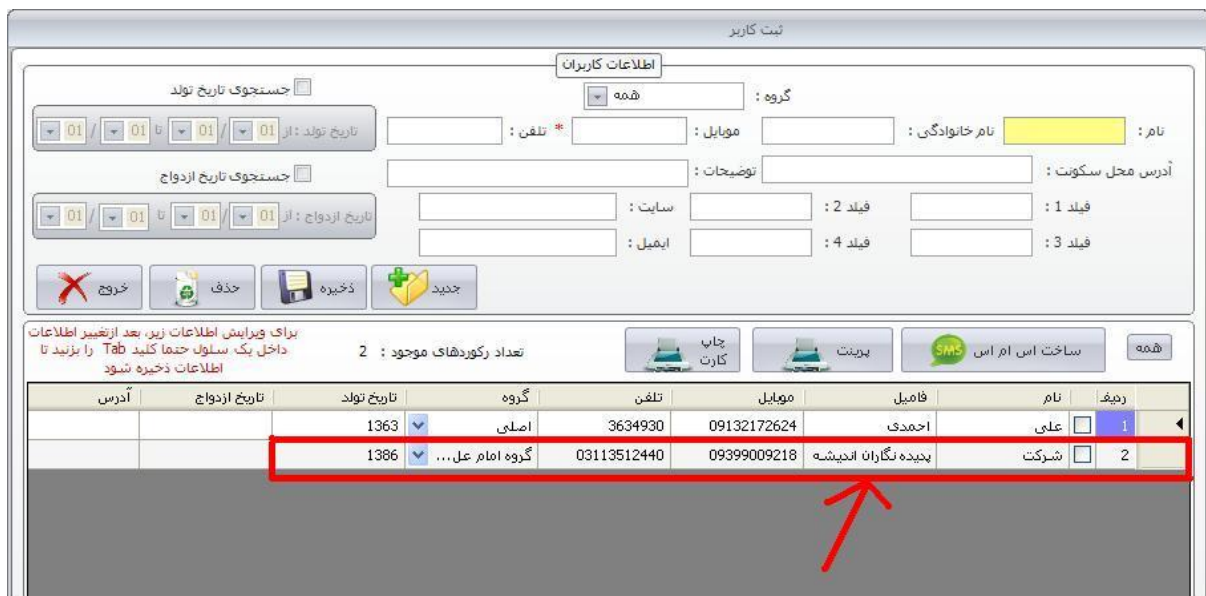 ثبت کاربر
اطلاعات کاربران
گروه : همه
جستجوی تاریخ تولد
نام : نام خانوادگی : موبایل : * تلفن :
تاریخ تولد : از 01 / 01 تا 01 / 01
آدرس محل سکونت : توضیحات :
جستجوی تاریخ ازدواج
فیلد 1 : فیلد 2 : سایت :
تاریخ ازدواج : از 01 / 01 تا 01 / 01
فیلد 3 : فیلد 4 : ایمیل :
جدید ذخیره حذف خروج
همه ساخت اس ام اس SMS پرینت چاپ کارت
تعداد رکوردهای موجود : 2
برای ویرایش اطلاعات زیر، بعد ازتغییر اطلاعات
داخل یک سلول حتما کلید Tab را بزنید تا
اطلاعات ذخیره شود
ردیف نام فامیل موبایل تلفن گروه تاریخ تولد تاریخ ازدواج آدرس
1 علی احمدی 09132172624 3634930 اصلی 1363
2 شرکت پدیده نگاران اندیشه 09399009218 03113512440 گروه امام عل... 1386